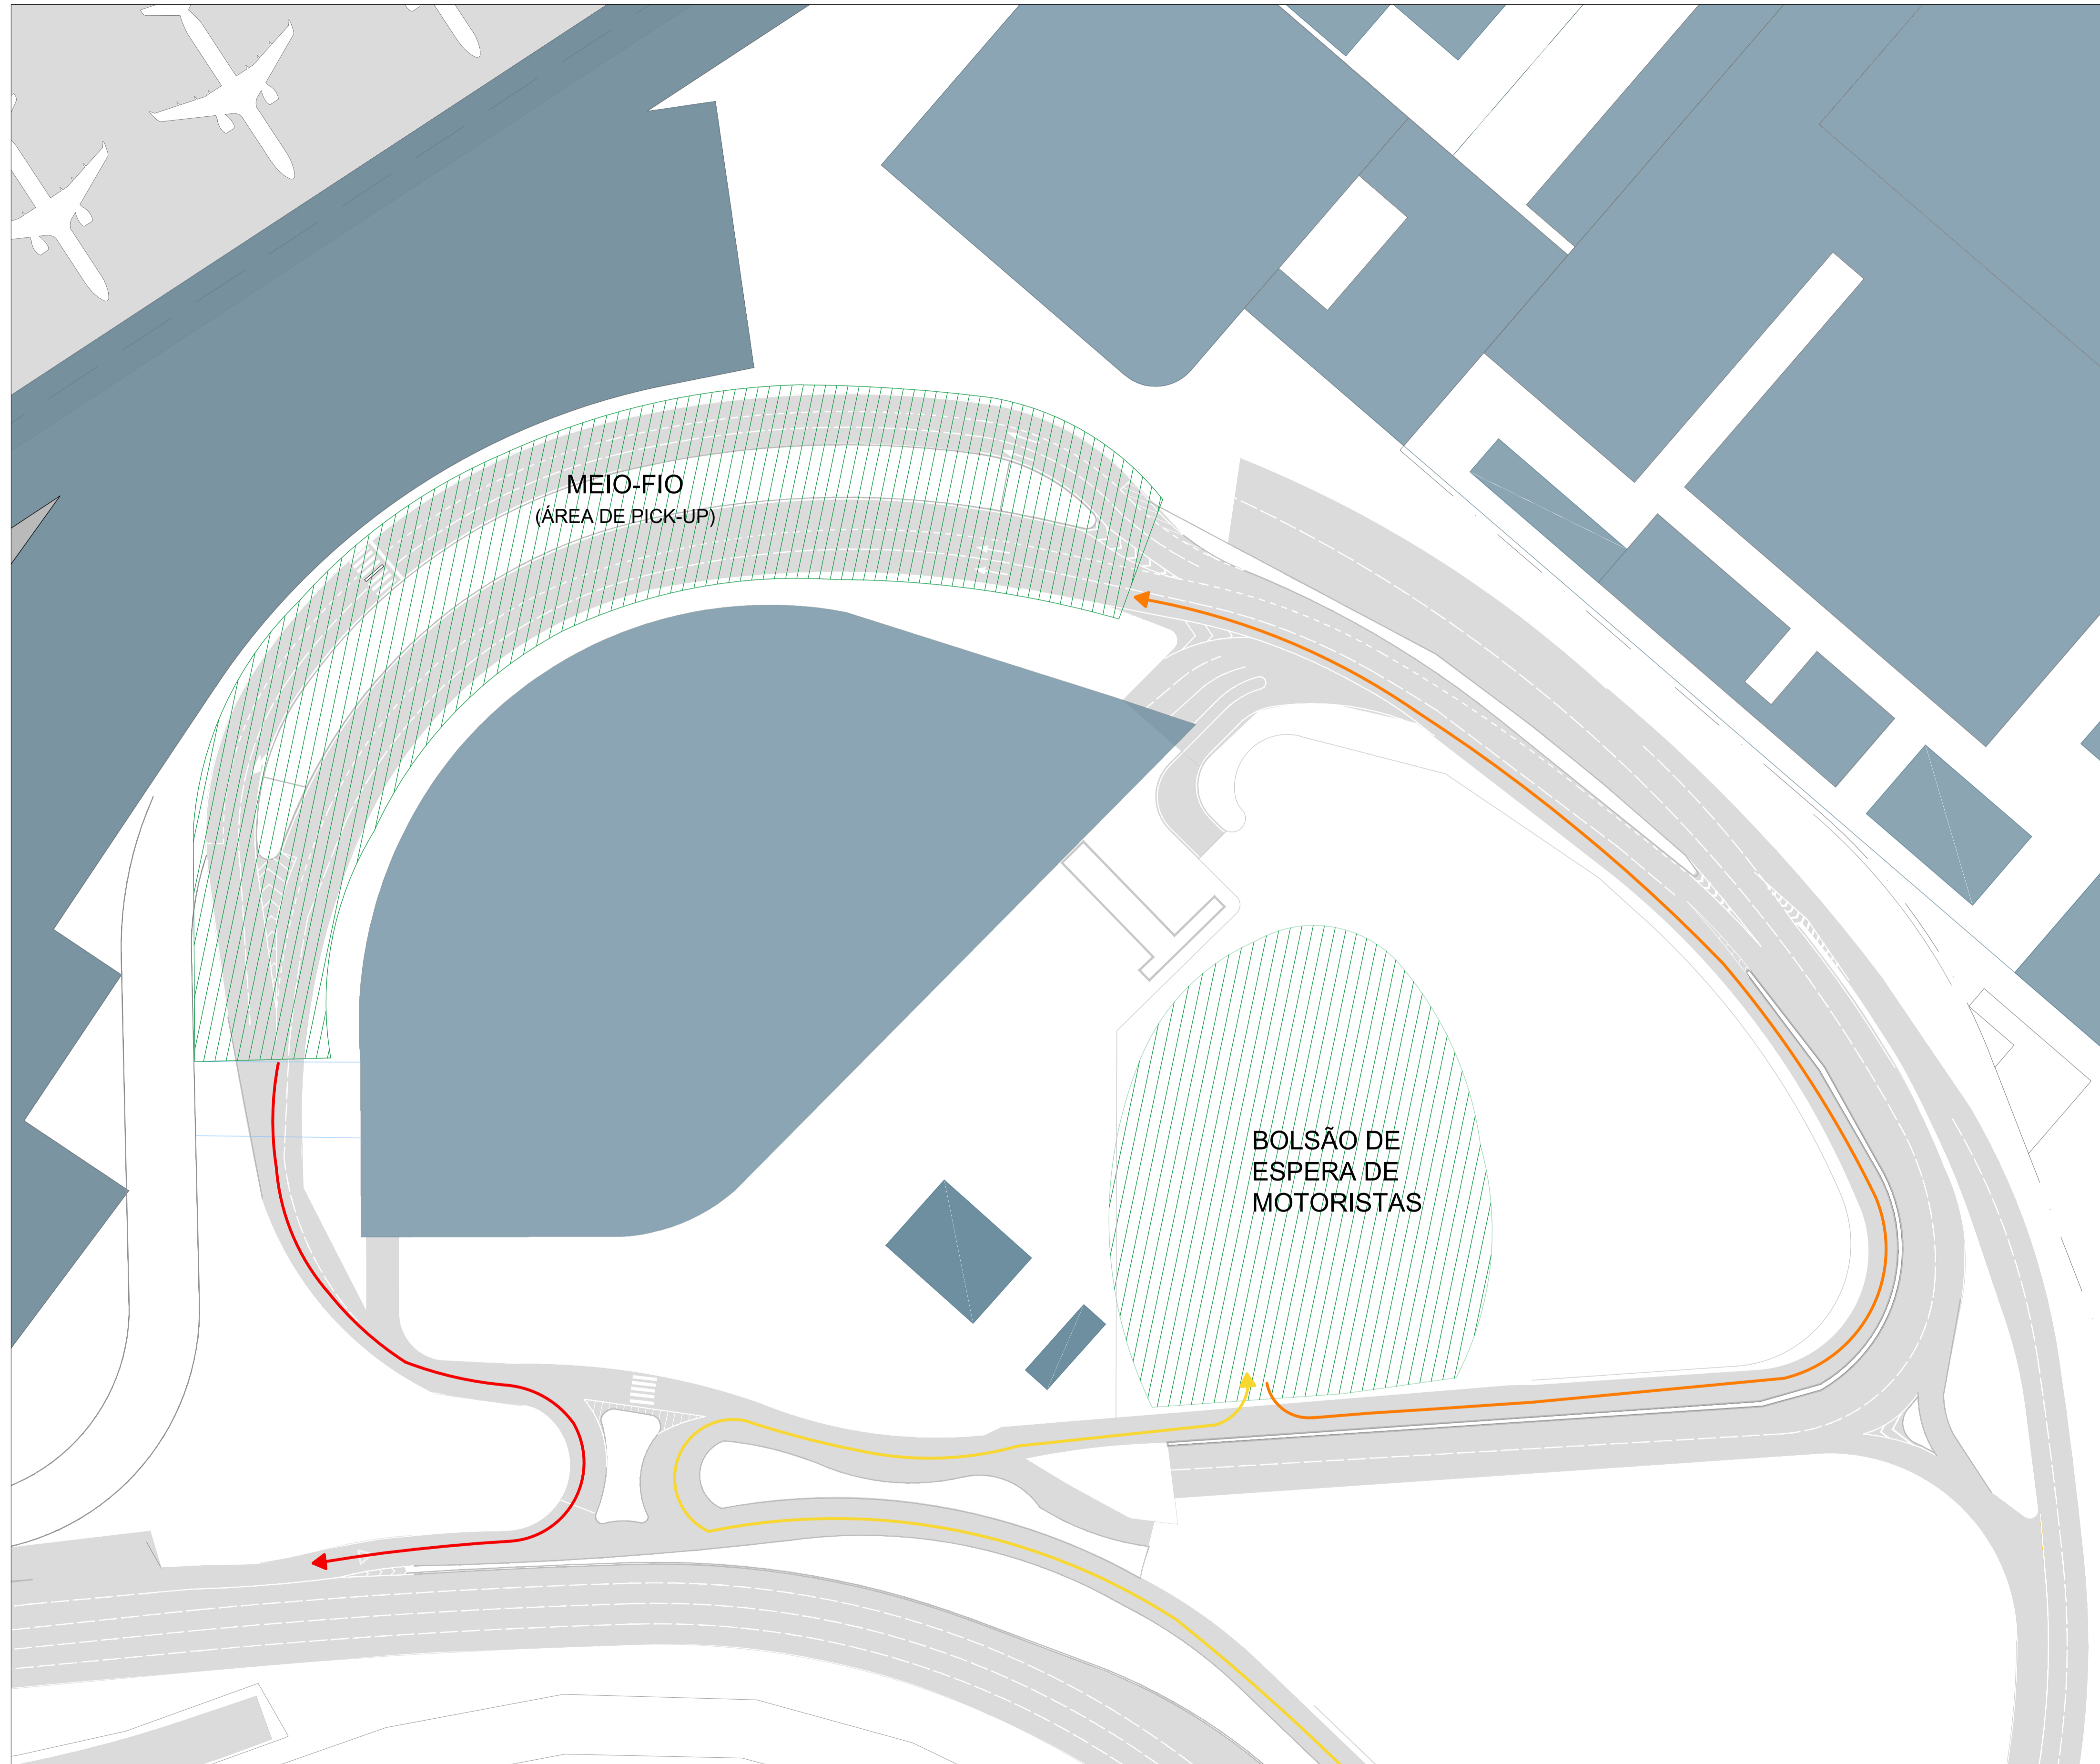 MEIO-FIO
(ÁREA DE PICK-UP)
BOLSÃO DE
ESPERA DE
MOTORISTAS